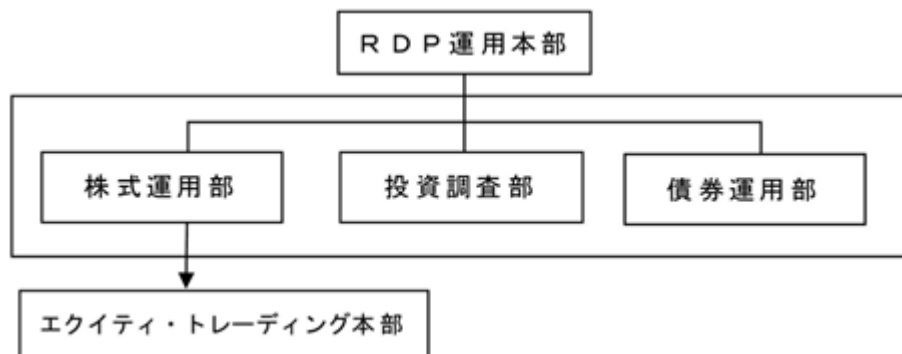 ＲＤＰ運用本部
株式運用部
投資調査部
債券運用部
エクイティ・トレーディング本部